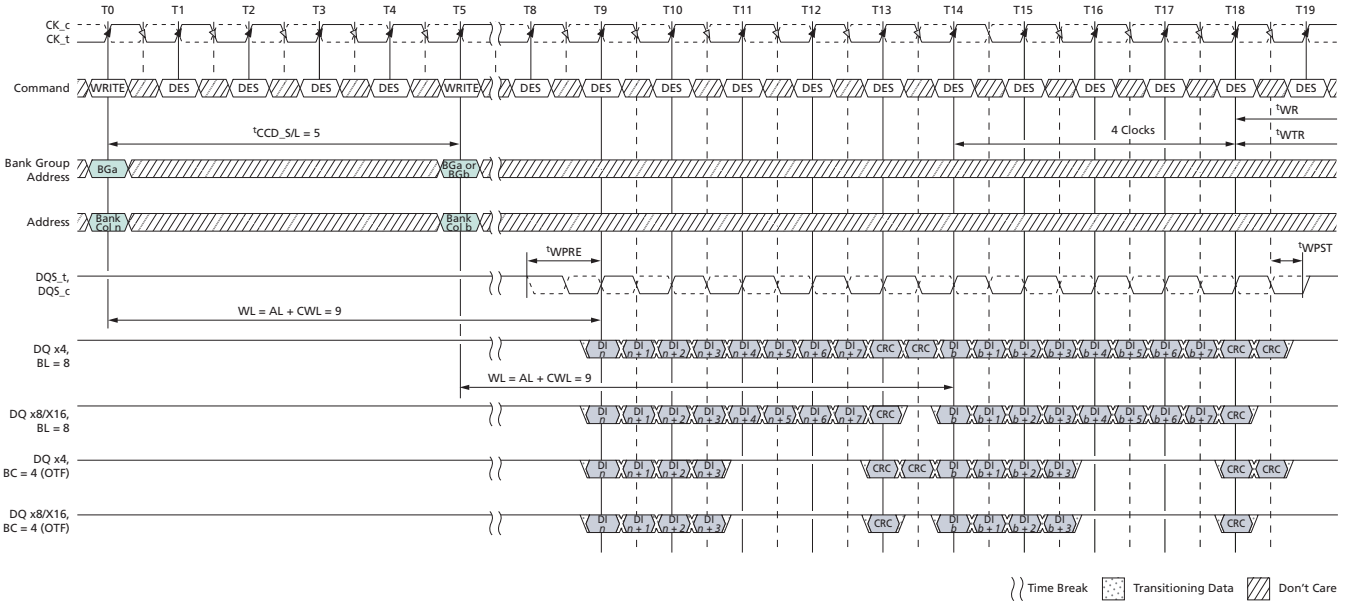 T0 T1 T2 T3 T4 T5 T8 T9 T10 T11 T12 T13 T14 T15 T16 T17 T18 T19
CK_c
CK_t
Command WRITE DES DES DES DES WRITE DES DES DES DES DES DES DES DES DES DES DES DES
tWR
tCCD_S/L = 5 4 Clocks tWTR
Bank Group
Address
BGa BGa or
BGb
Address Bank
Col n Bank
Col b
tWPRE tWPST
DQS_t,
DQS_c
WL = AL + CWL = 9
DQ x4,
BL = 8
DI
n DI
n + 1 DI
n + 2 DI
n + 3 DI
n + 4 DI
n + 5 DI
n + 6 DI
n + 7 CRC CRC DI
b DI
b + 1 DI
b + 2 DI
b + 3 DI
b + 4 DI
b + 5 DI
b + 6 DI
b + 7 CRC CRC
WL = AL + CWL = 9
DQ x8/X16,
BL = 8
DI
n DI
n + 1 DI
n + 2 DI
n + 3 DI
n + 4 DI
n + 5 DI
n + 6 DI
n + 7 CRC DI
b DI
b + 1 DI
b + 2 DI
b + 3 DI
b + 4 DI
b + 5 DI
b + 6 DI
b + 7 CRC
DQ x4,
BC = 4 (OTF)
DI
n DI
n + 1 DI
n + 2 DI
n + 3 CRC CRC DI
b DI
b + 1 DI
b + 2 DI
b + 3 CRC CRC
DQ x8/X16,
BC = 4 (OTF)
DI
n DI
n + 1 DI
n + 2 DI
n + 3 CRC DI
b DI
b + 1 DI
b + 2 DI
b + 3 CRC
Time Break Transitioning Data Don't Care